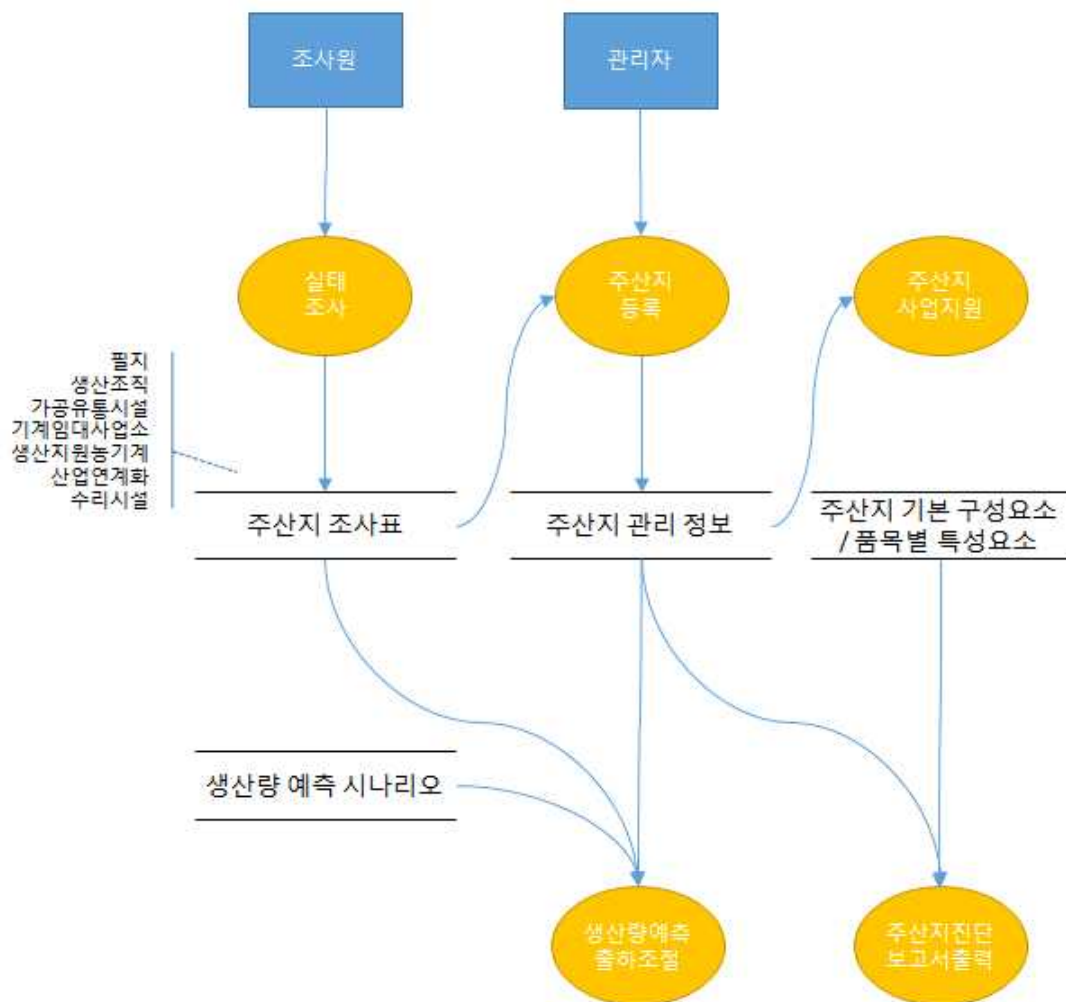 조사원
관리자
실태
조사
주산지
등록
주산지
사업지원
필지
생산조직
가공유통시설
기계임대사업소
생산지원농기계
산업연계화
수리시설
주산지 조사표
주산지 관리 정보
주산지 기본 구성요소
/ 품목별 특성요소
생산량 예측 시나리오
생산량예측
출하조절
주산지진단
보고서출력